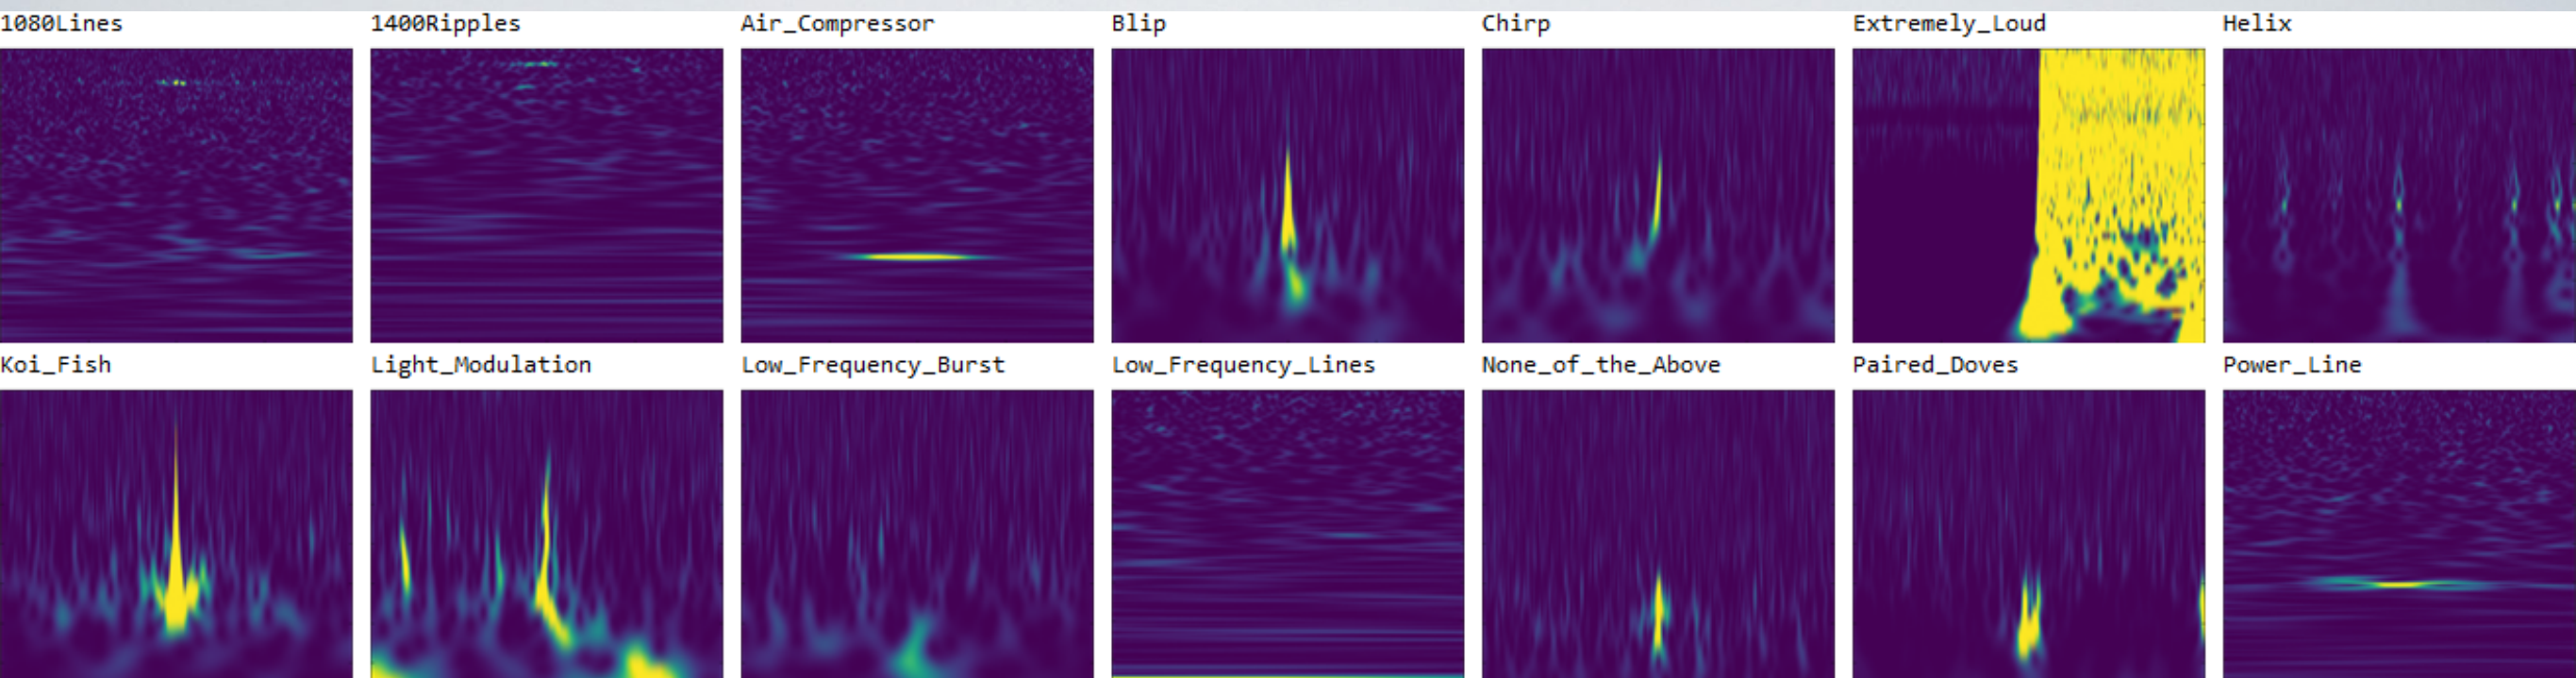 1080Lines 1400Ripples Air_Compressor Blip Chirp Extremely_Loud Helix
Koi_Fish Light_Modulation Low_Frequency_Burst Low_Frequency_Lines None_of_the_Above Paired_Doves Power_Line